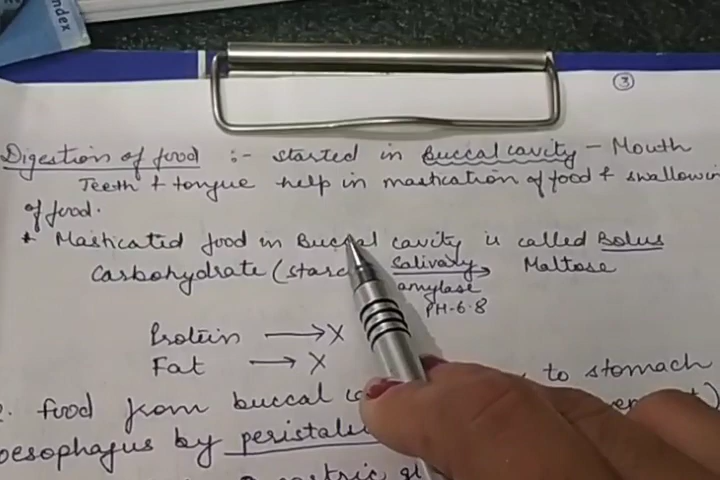 ndex
3
Digestion of food :- started in Buccal cavity - Mouth
Teeth + tongue help in mastication of food + swallowin
of food.
* Masticated food in Buccal cavity is called Bolus
Carbohydrate (starc Salivary amylase PH-6.8 → Maltose
Protein → X
Fat → X
2. food from buccal to stomach
oesophagus by